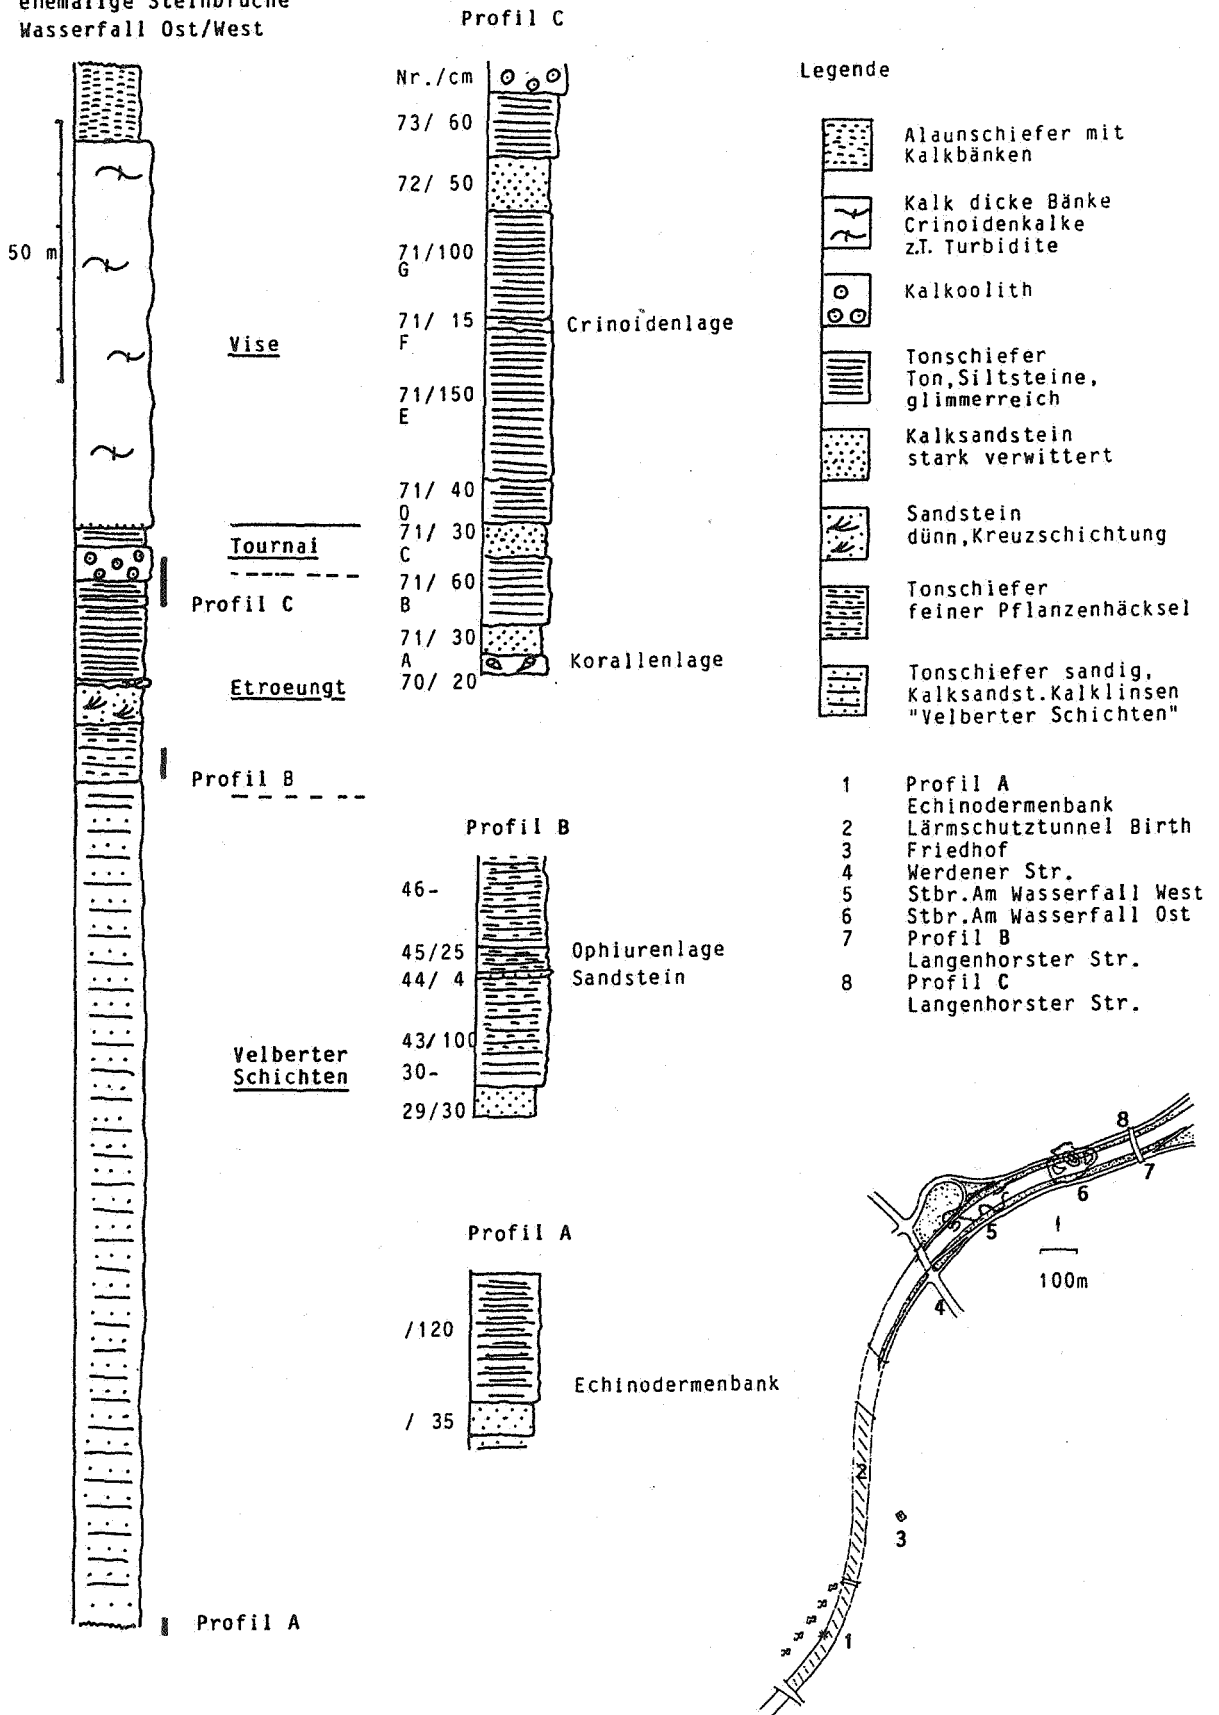 ehemalige Steinbrüche
Wasserfall Ost/West
50 m
Vise
Tournai
Profil C
Etroeungt
Profil B
Velberter
Schichten
Profil A
Profil C
Nr./cm
73/ 60
72/ 50
71/100
G
71/ 15
F
Crinoidenlage
71/150
E
71/ 40
D
71/ 30
C
71/ 60
B
71/ 30
A
Korallenlage
70/ 20
Profil B
46-
45/25
Ophiurenlage
44/ 4
Sandstein
43/100
30-
29/30
Profil A
/120
Echinodermenbank
/ 35
Legende
Alaunschiefer mit
Kalkbänken
Kalk dicke Bänke
Crinoidenkalke
z.T. Turbidite
Kalkoolith
Tonschiefer
Ton,Siltsteine,
glimmerreich
Kalksandstein
stark verwittert
Sandstein
dünn,Kreuzschichtung
Tonschiefer
feiner Pflanzenhäcksel
Tonschiefer sandig,
Kalksandst.Kalklinsen
"Velberter Schichten"
1 Profil A
Echinodermenbank
2 Lärmschutztunnel Birth
3 Friedhof
4 Werdener Str.
5 Stbr.Am Wasserfall West
6 Stbr.Am Wasserfall Ost
7 Profil B
Langenhorster Str.
8 Profil C
Langenhorster Str.
8
7
6
5
100m
4
2
3
1